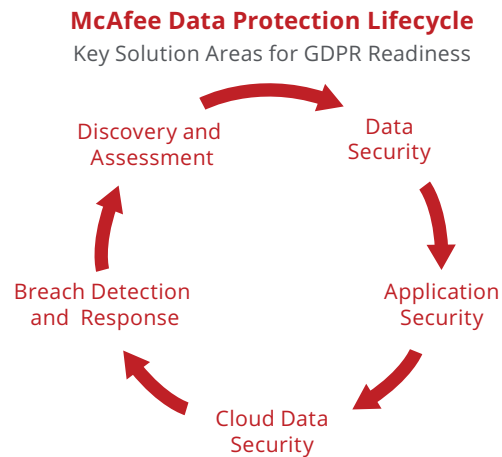 McAfee Data Protection Lifecycle
Key Solution Areas for GDPR Readiness
Discovery and
Assessment
Data
Security
Application
Security
Cloud Data
Security
Breach Detection
and Response